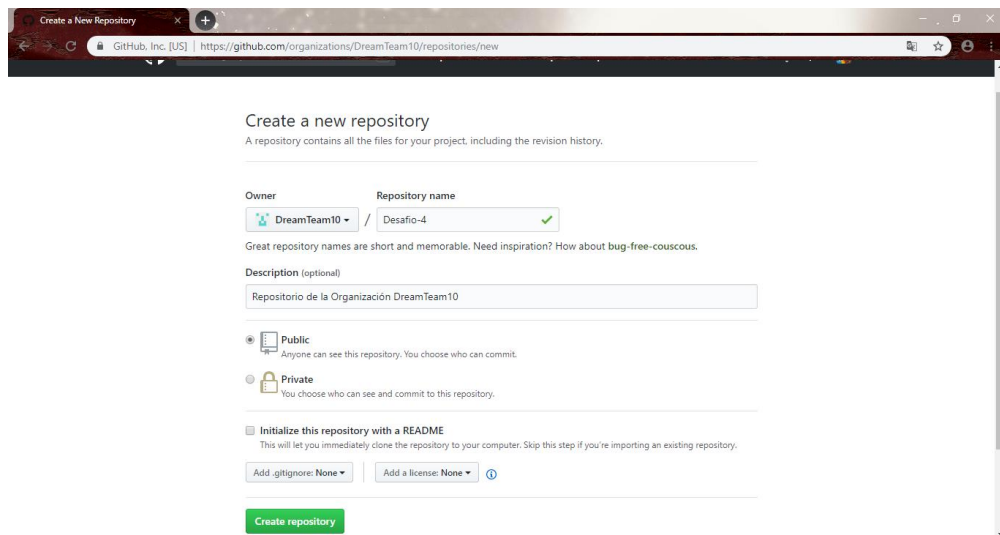 Create a New Repository
GitHub, Inc. [US] | https://github.com/organizations/DreamTeam10/repositories/new
Create a new repository
A repository contains all the files for your project, including the revision history.
Owner Repository name
DreamTeam10 / Desafio-4
Great repository names are short and memorable. Need inspiration? How about bug-free-couscous.
Description (optional)
Repositorio de la Organización DreamTeam10
Public
Anyone can see this repository. You choose who can commit.
Private
You choose who can see and commit to this repository.
Initialize this repository with a README
This will let you immediately clone the repository to your computer. Skip this step if you're importing an existing repository.
Add .gitignore: None Add a license: None
Create repository